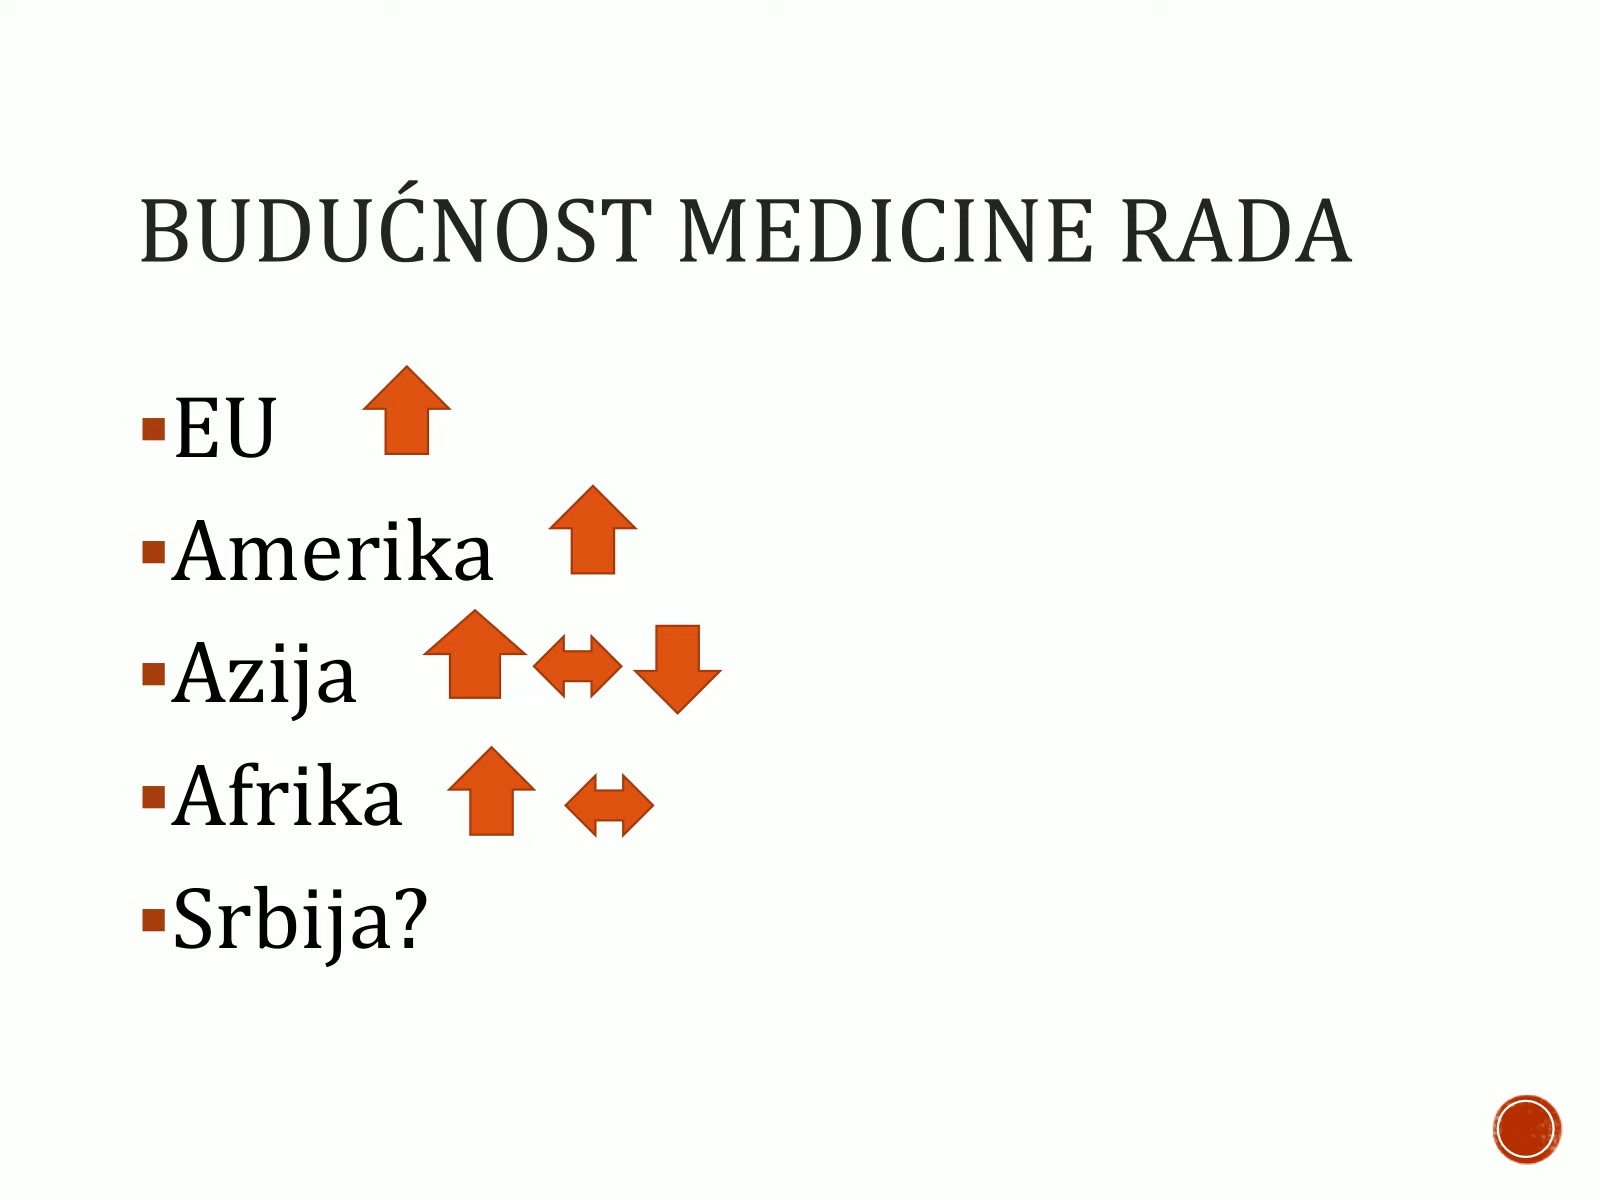 BUDUĆNOST MEDICINE RADA
EU
Amerika
Azija
Afrika
Srbija?